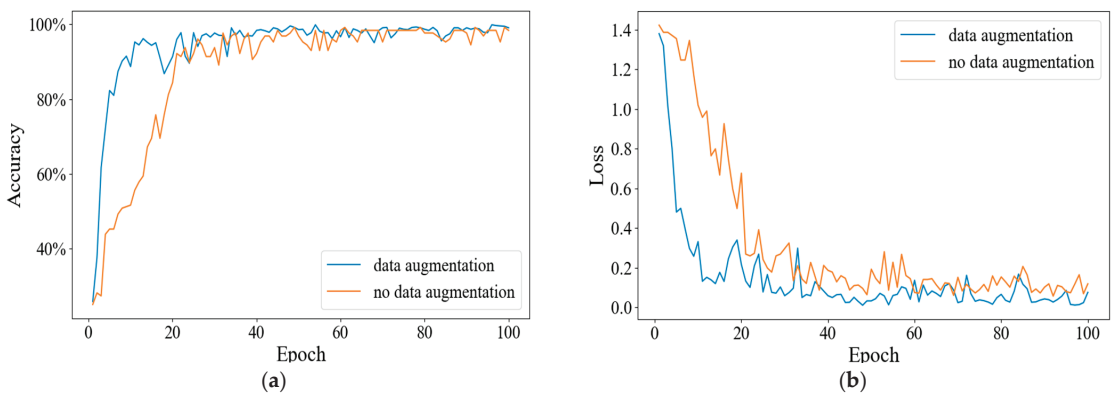 100%
80%
60%
40%
Accuracy
data augmentation
no data augmentation
0 20 40 60 80 100
Epoch
(a)
1.4
1.2
1.0
0.8
0.6
0.4
0.2
0.0
Loss
data augmentation
no data augmentation
0 20 40 60 80 100
Epoch
(b)